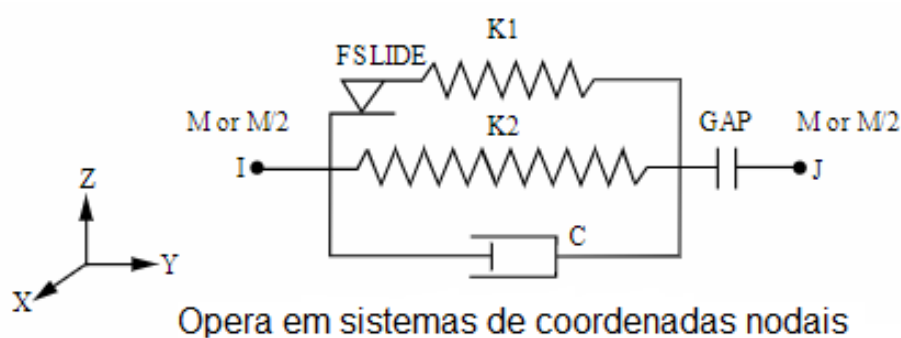 K1
FSLIDE
M or M/2
K2
GAP
M or M/2
I
J
Z
C
Y
X
Opera em sistemas de coordenadas nodais